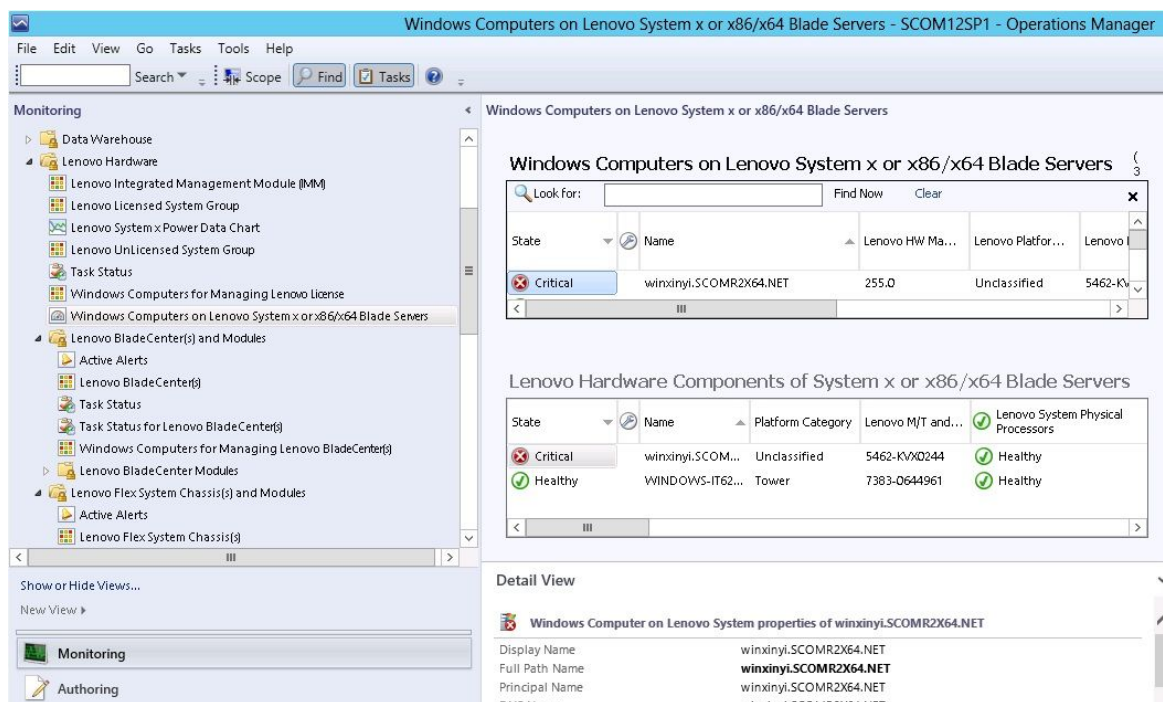 Windows Computers on Lenovo System x or x86/x64 Blade Servers - SCOM12SP1 - Operations Manager
File Edit View Go Tasks Tools Help
Search Scope Find Tasks
Monitoring
Data Warehouse
Lenovo Hardware
Lenovo Integrated Management Module (IMM)
Lenovo Licensed System Group
Lenovo System x Power Data Chart
Lenovo UnLicensed System Group
Task Status
Windows Computers for Managing Lenovo License
Windows Computers on Lenovo System x or x86/x64 Blade Servers
Lenovo BladeCenter(s) and Modules
Active Alerts
Lenovo BladeCenter(s)
Task Status
Task Status for Lenovo BladeCenter(s)
Windows Computers for Managing Lenovo BladeCenter(s)
Lenovo BladeCenter Modules
Lenovo Flex System Chassis(s) and Modules
Active Alerts
Lenovo Flex System Chassis(s)
Show or Hide Views...
New View
Monitoring
Authoring
Windows Computers on Lenovo System x or x86/x64 Blade Servers
Windows Computers on Lenovo System x or x86/x64 Blade Servers (3
Look for: Find Now Clear
State Name Lenovo HW Ma... Lenovo Platfor... Lenovo
Critical winxinyi.SCOMR2X64.NET 255.0 Unclassified 5462-KV
Lenovo Hardware Components of System x or x86/x64 Blade Servers
State Name Platform Category Lenovo M/T and... Lenovo System Physical Processors
Critical winxinyi.SCOM... Unclassified 5462-KVX0244 Healthy
Healthy WINDOWS-IT62... Tower 7383-0644961 Healthy
Detail View
Windows Computer on Lenovo System properties of winxinyi.SCOMR2X64.NET
Display Name winxinyi.SCOMR2X64.NET
Full Path Name winxinyi.SCOMR2X64.NET
Principal Name winxinyi.SCOMR2X64.NET